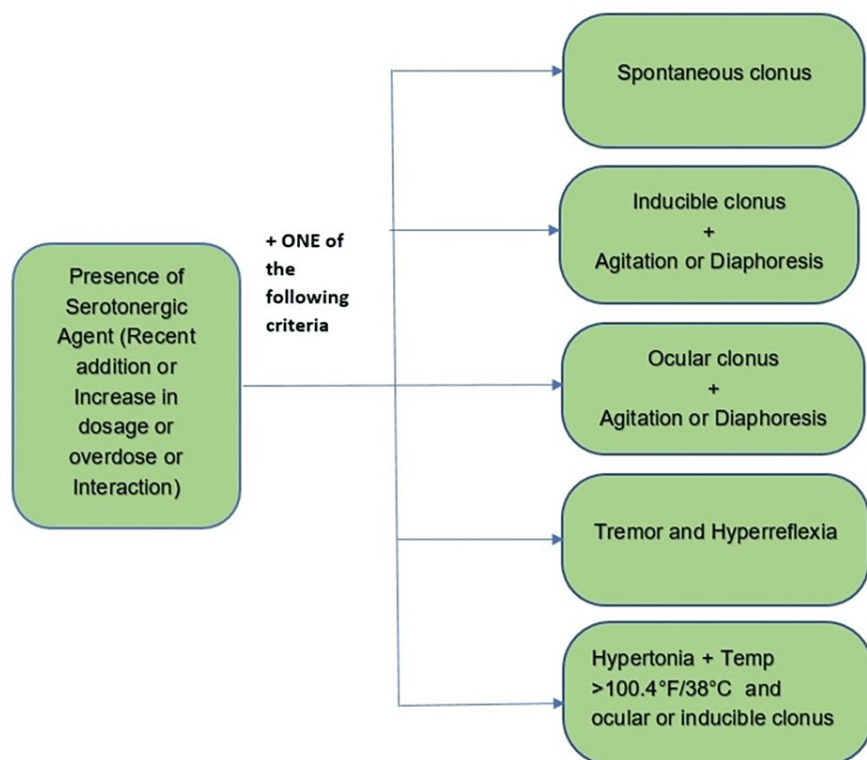 Presence of
Serotonergic
Agent (Recent
addition or
Increase in
dosage or
overdose or
Interaction)
+ ONE of
the
following
criteria
Spontaneous clonus
Inducible clonus
+
Agitation or Diaphoresis
Ocular clonus
+
Agitation or Diaphoresis
Tremor and Hyperreflexia
Hypertonia + Temp
>100.4°F/38°C and
ocular or inducible clonus